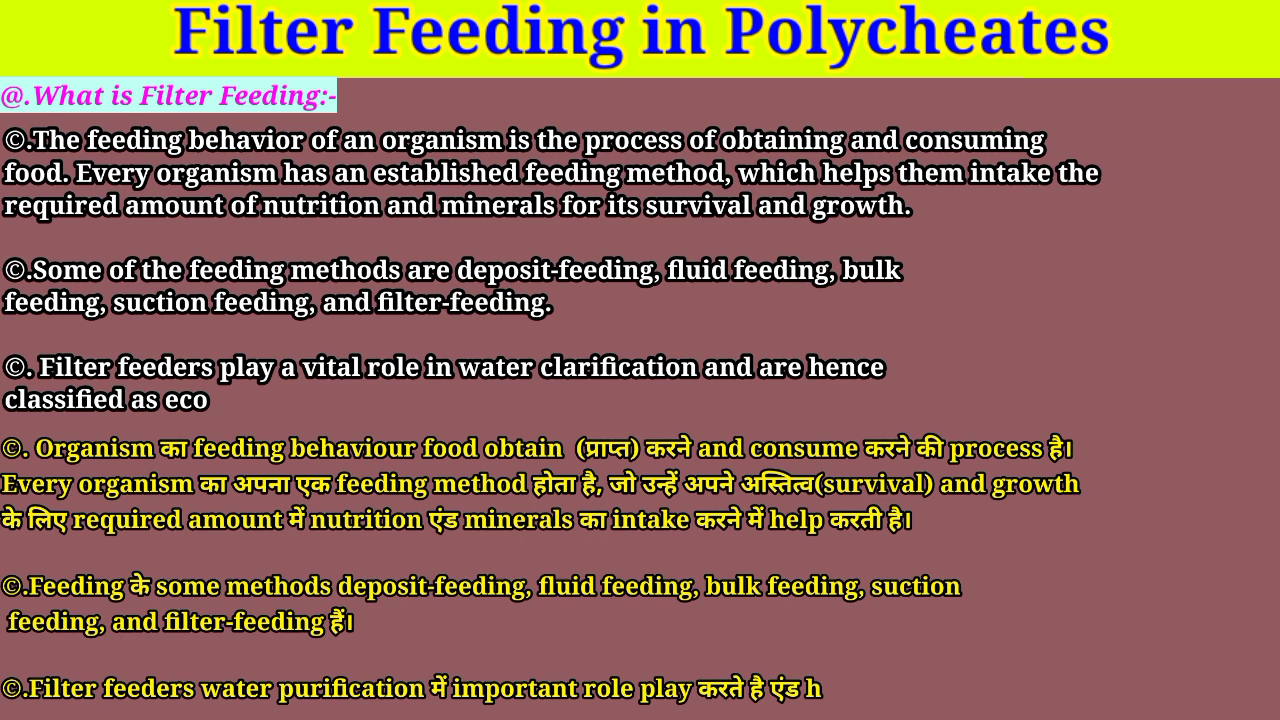 Filter Feeding in Polycheates
@.What is Filter Feeding:-
©.The feeding behavior of an organism is the process of obtaining and consuming
food. Every organism has an established feeding method, which helps them intake the
required amount of nutrition and minerals for its survival and growth.
©.Some of the feeding methods are deposit-feeding, fluid feeding, bulk
feeding, suction feeding, and filter-feeding.
©. Filter feeders play a vital role in water clarification and are hence
classified as eco
©. Organism का feeding behaviour food obtain (प्राप्त) करने and consume करने की process है।
Every organism का अपना एक feeding method होता है, जो उन्हें अपने अस्तित्व(survival) and growth
के लिए required amount में nutrition एंड minerals का intake करने में help करती है।
©.Feeding के some methods deposit-feeding, fluid feeding, bulk feeding, suction
feeding, and filter-feeding हैं।
©.Filter feeders water purification में important role play करते है एंड h